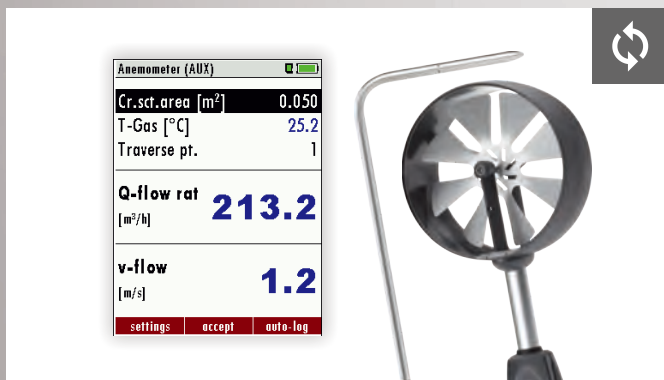 Anemometer (AUX)
Cr.sct.area [m²] 0.050
T-Gas [°C] 25.2
Traverse pt. 1
Q-flow rat 213.2
[m³/h]
v-flow 1.2
[m/s]
settings accept auto-log